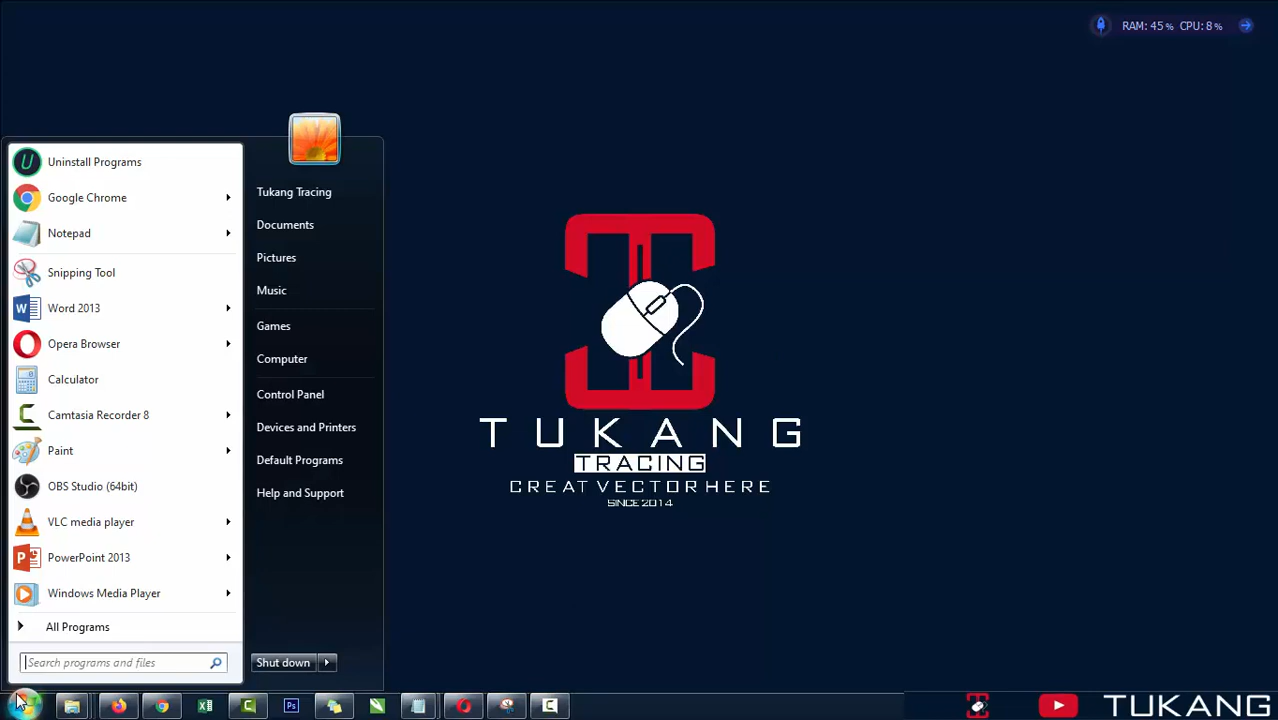 RAM: 45 % CPU: 8 %
Uninstall Programs
Google Chrome
Notepad
Snipping Tool
Word 2013
Opera Browser
Calculator
Camtasia Recorder 8
Paint
OBS Studio (64bit)
VLC media player
PowerPoint 2013
Windows Media Player
All Programs
Search programs and files
Tukang Tracing
Documents
Pictures
Music
Games
Computer
Control Panel
Devices and Printers
Default Programs
Help and Support
Shut down
TUKANG
TRACING
CREAT VECTOR HERE
SINCE 2014
Ps
TUKANG